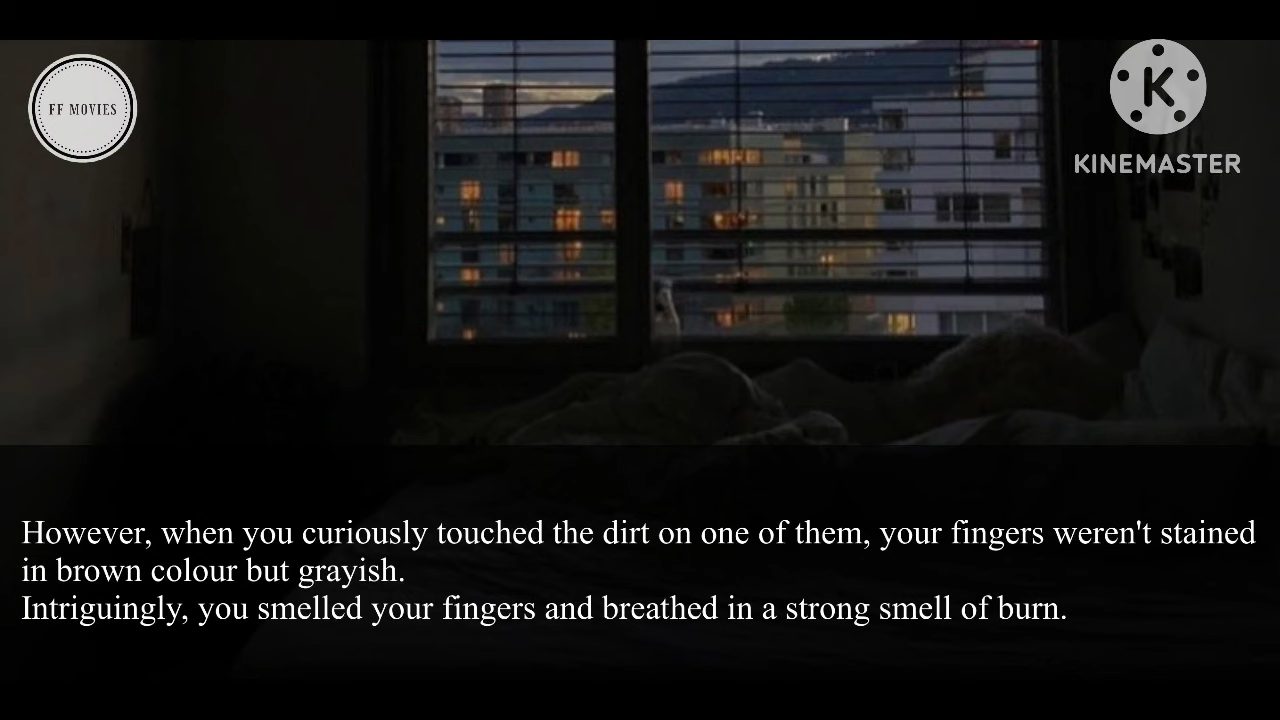 FF MOVIES
K
KINEMASTER
However, when you curiously touched the dirt on one of them, your fingers weren't stained
in brown colour but grayish.
Intriguingly, you smelled your fingers and breathed in a strong smell of burn.